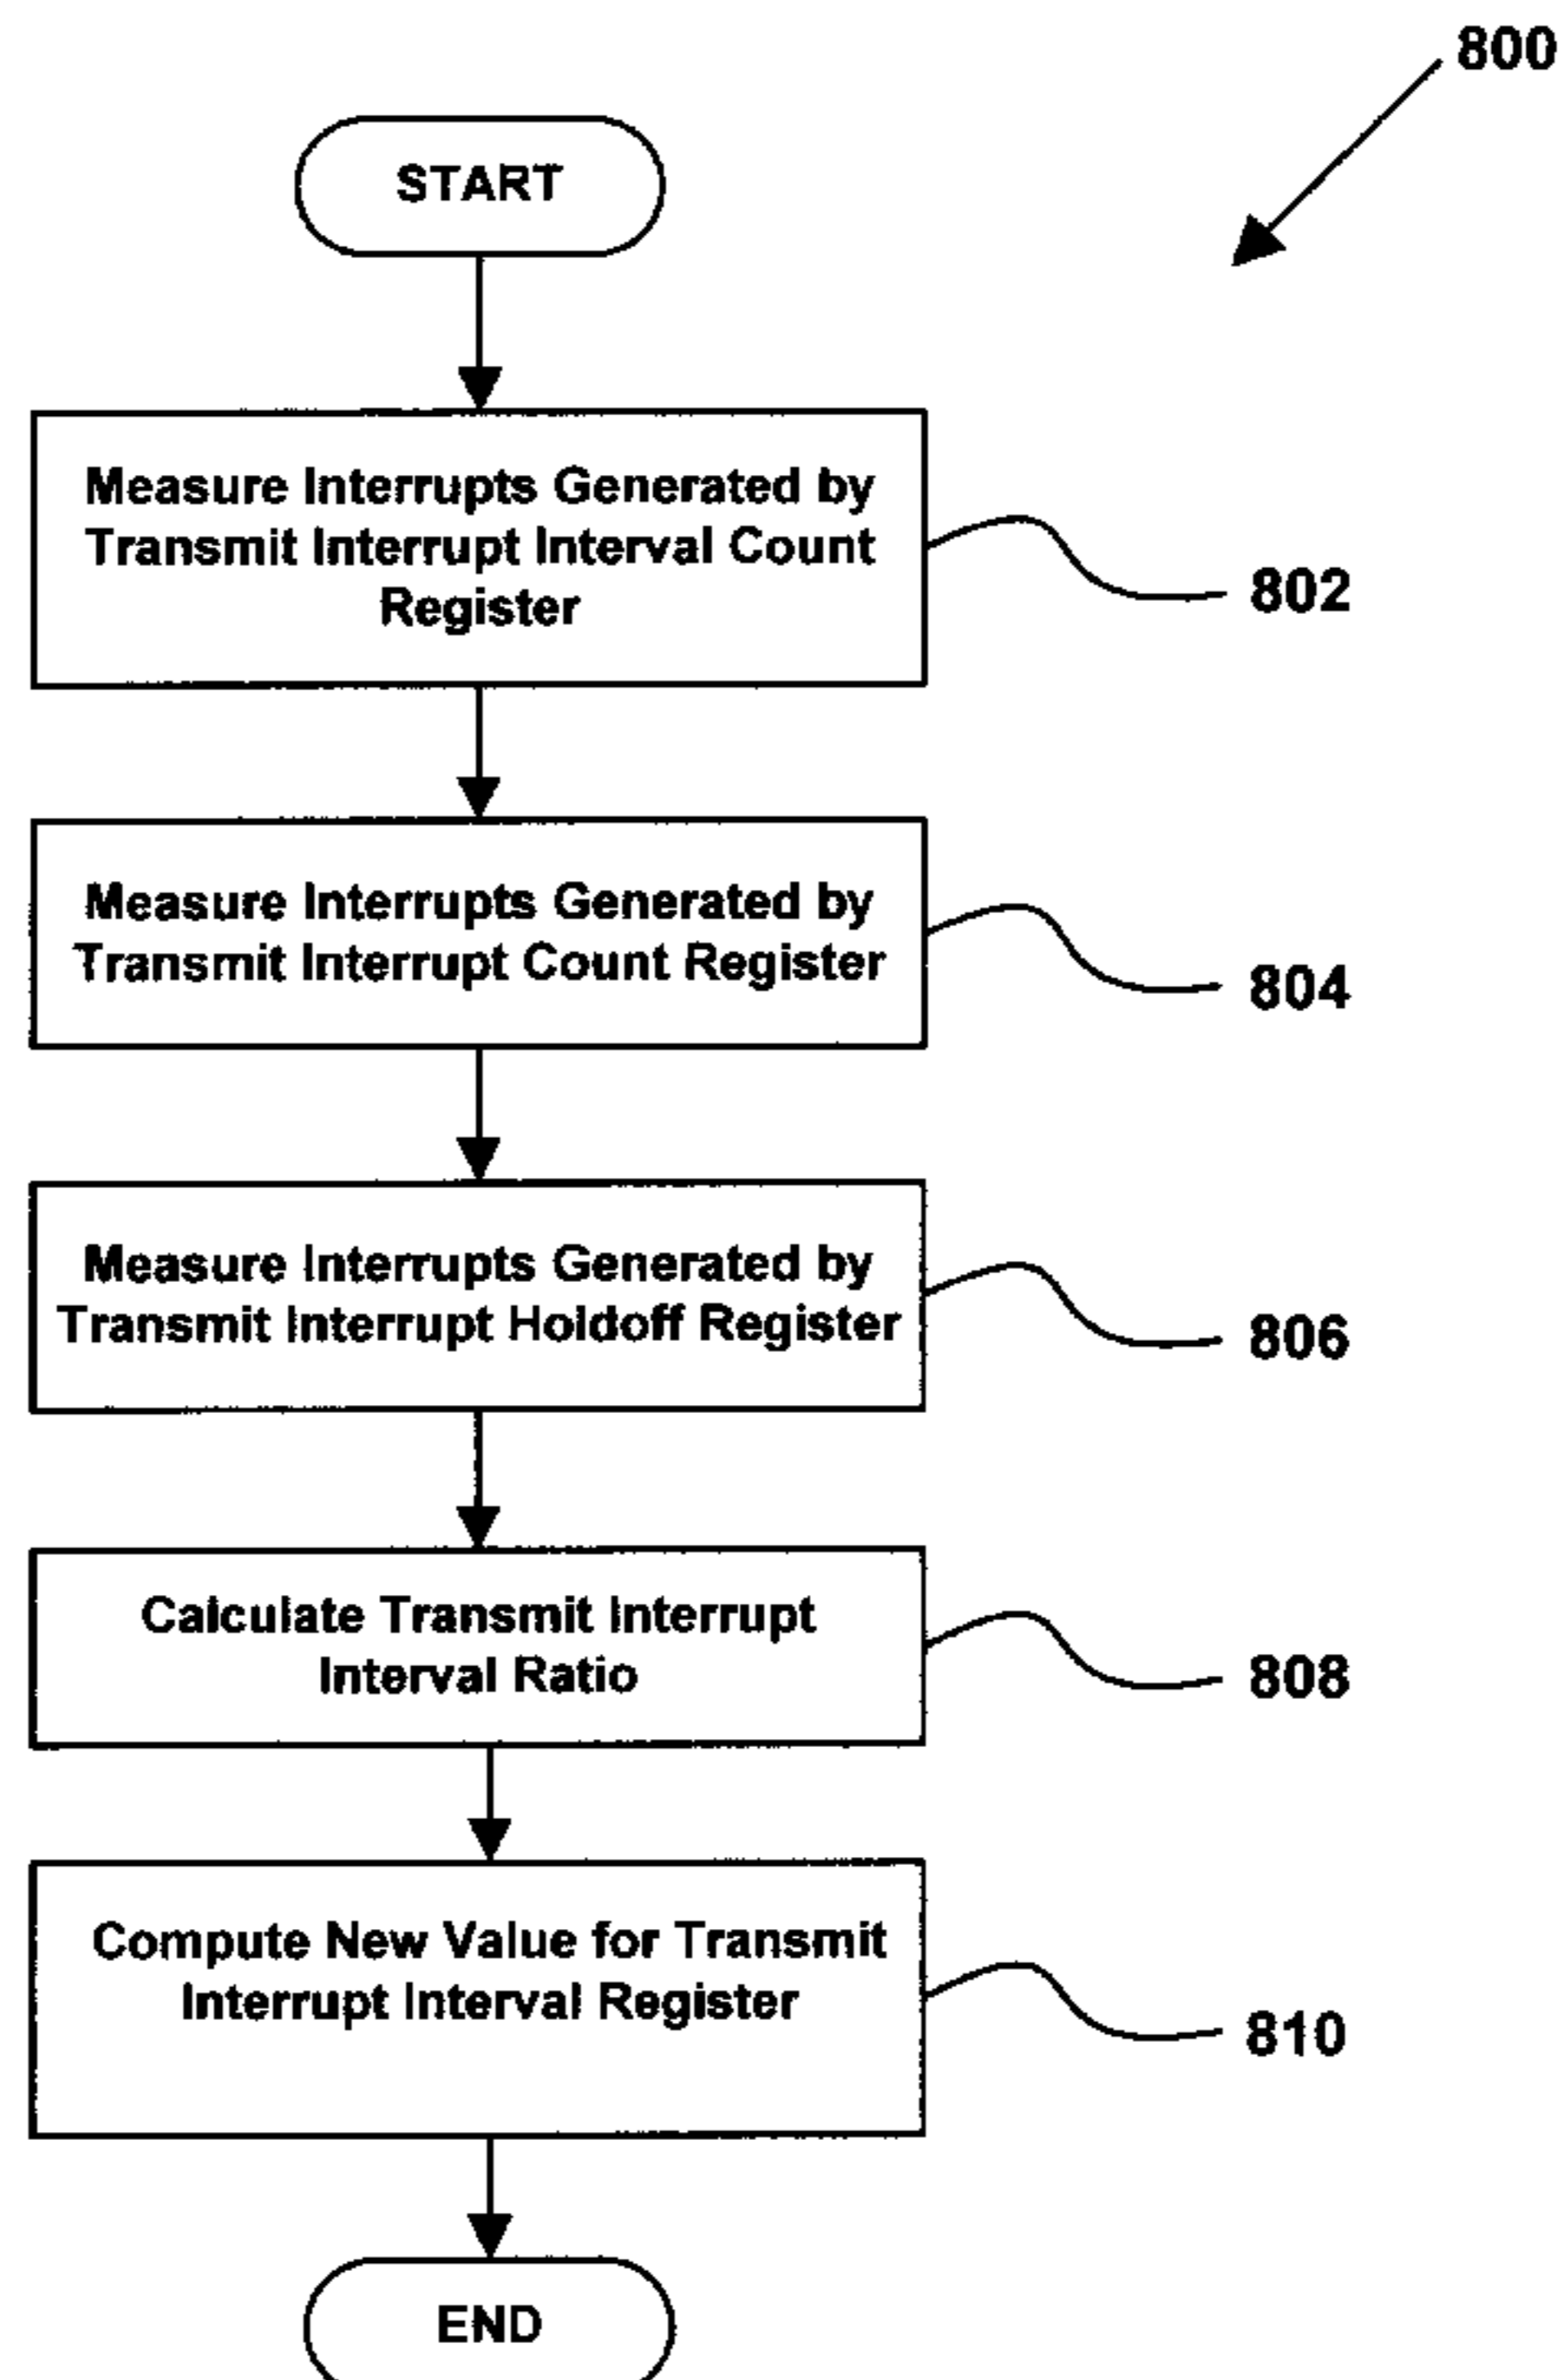 800
START
Measure Interrupts Generated by
Transmit Interrupt Interval Count
Register
802
Measure Interrupts Generated by
Transmit Interrupt Count Register
804
Measure Interrupts Generated by
Transmit Interrupt Holdoff Register
806
Calculate Transmit Interrupt
Interval Ratio
808
Compute New Value for Transmit
Interrupt Interval Register
810
END